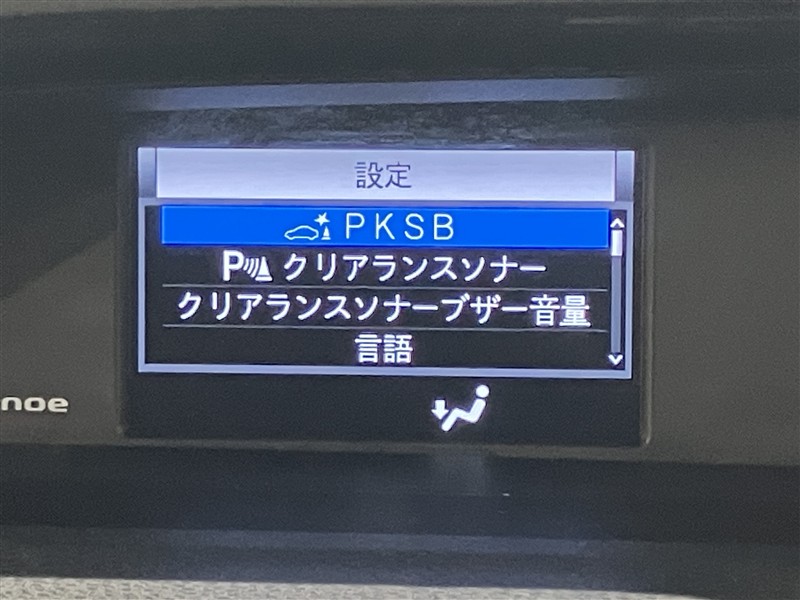 設定
PKSB
P クリアランスソナー
クリアランスソナーブザー音量
言語
noe